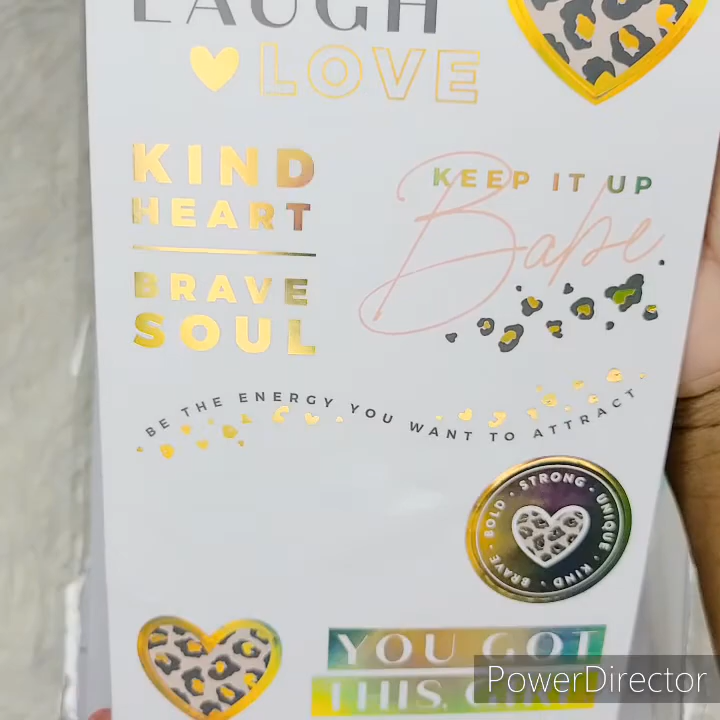 LAUGH
LOVE
KIND
HEART
BRAVE
SOUL
KEEP IT UP
Babe.
BE THE ENERGY YOU WANT TO ATTRACT
BOLD · STRONG · UNIQUE · KIND · BRAVE ·
YOU GOT
THIS, GIRL
PowerDirector